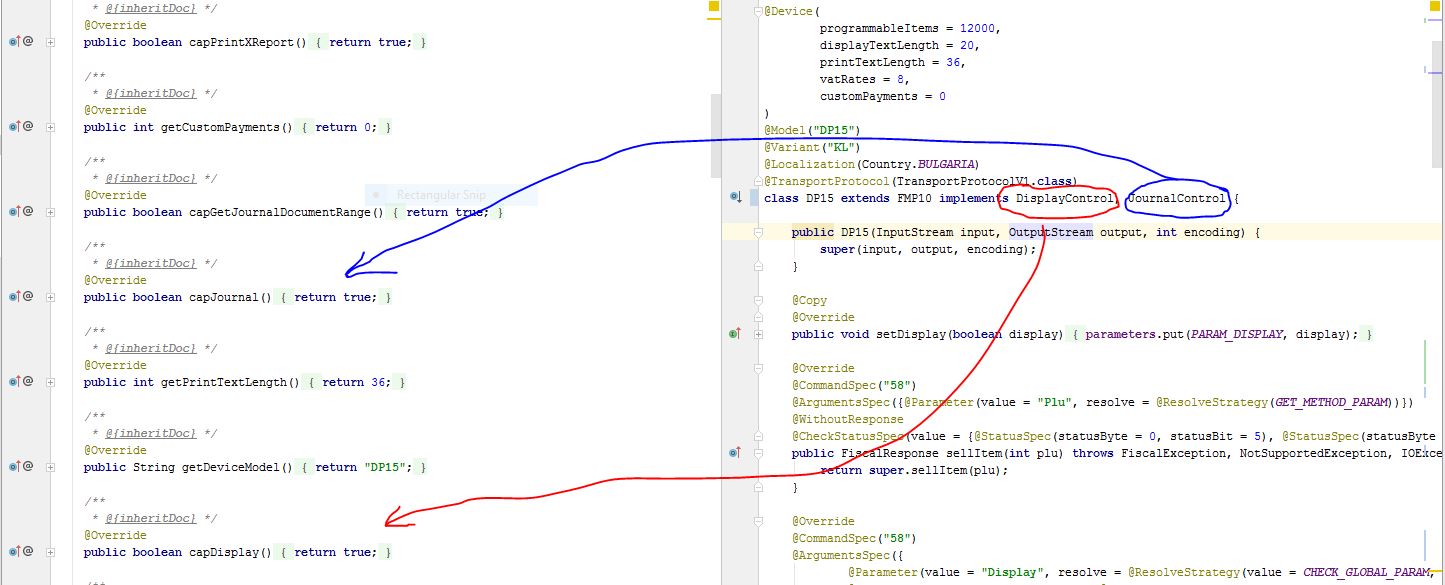 * @{inheritDoc} */
@Override
public boolean capPrintXReport() { return true; }
/**
* @{inheritDoc} */
@Override
public int getCustomPayments() { return 0; }
/**
* @{inheritDoc} */
@Override
Rectangular Snip
public boolean capGetJournalDocumentRange() { return true; }
/**
* @{inheritDoc} */
@Override
public boolean capJournal() { return true; }
/**
* @{inheritDoc} */
@Override
public int getPrintTextLength() { return 36; }
/**
* @{inheritDoc} */
@Override
public String getDeviceModel() { return "DP15"; }
/**
* @{inheritDoc} */
@Override
public boolean capDisplay() { return true; }
/**
@Device(
programmableItems = 12000,
displayTextLength = 20,
printTextLength = 36,
vatRates = 8,
customPayments = 0
)
@Model("DP15")
@Variant("KL")
@Localization(Country.BULGARIA)
@TransportProtocol(TransportProtocolV1.class)
class DP15 extends FMP10 implements DisplayControl, JournalControl {
public DP15(InputStream input, OutputStream output, int encoding) {
super(input, output, encoding);
}
@Copy
@Override
public void setDisplay(boolean display) { parameters.put(PARAM_DISPLAY, display); }
@Override
@CommandSpec("58")
@ArgumentsSpec({@Parameter(value = "Plu", resolve = @ResolveStrategy(GET_METHOD_PARAM))})
@WithoutResponse
@CheckStatusSpec(value = {@StatusSpec(statusByte = 0, statusBit = 5), @StatusSpec(statusByte
public FiscalResponse sellItem(int plu) throws FiscalException, NotSupportedException, IOExce
return super.sellItem(plu);
}
@Override
@CommandSpec("58")
@ArgumentsSpec({
@Parameter(value = "Display", resolve = @ResolveStrategy(value = CHECK_GLOBAL_PARAM,